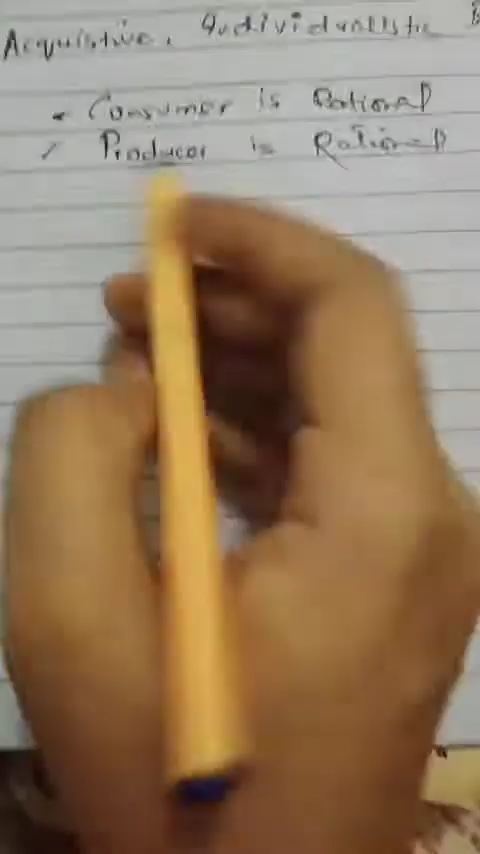 Acquisitive, Individualistic
Consumer is Rational
Producer is Rational